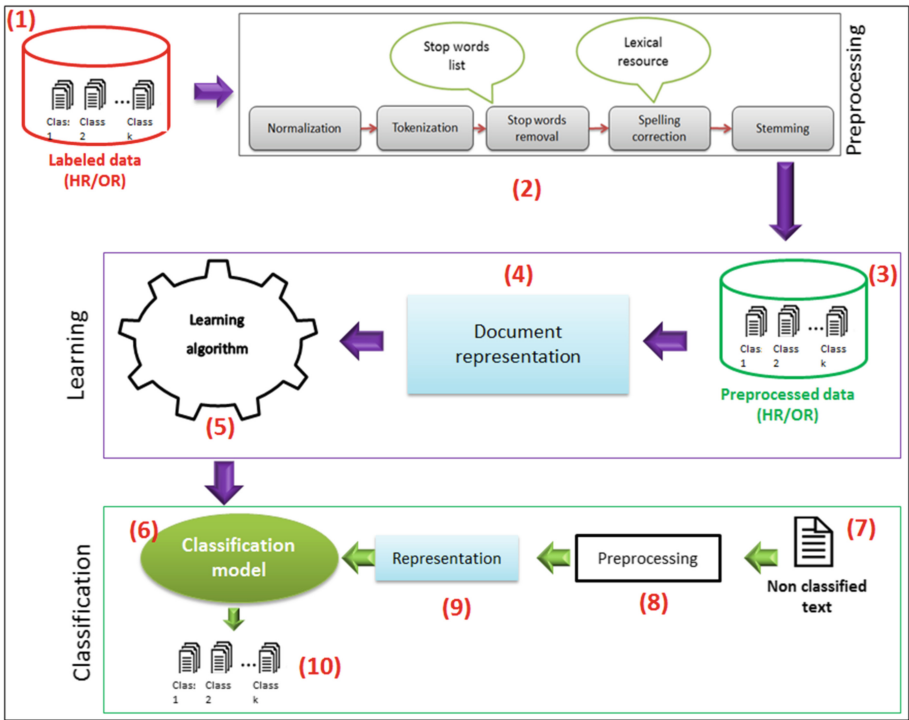 (1)
Clas: Class ... Class
1 2 k
Labeled data
(HR/OR)
Stop words
list
Lexical
resource
Normalization
Tokenization
Stop words
removal
Spelling
correction
Stemming
Preprocessing
(2)
Learning
Learning
algorithm
(5)
(4)
Document
representation
(3)
Clas Class ... Class
1 2 k
Preprocessed data
(HR/OR)
Classification
(6)
Classification
model
Representation
(9)
Preprocessing
(8)
(7)
Non classified
text
(10)
Clas: Class ... Class
1 2 k